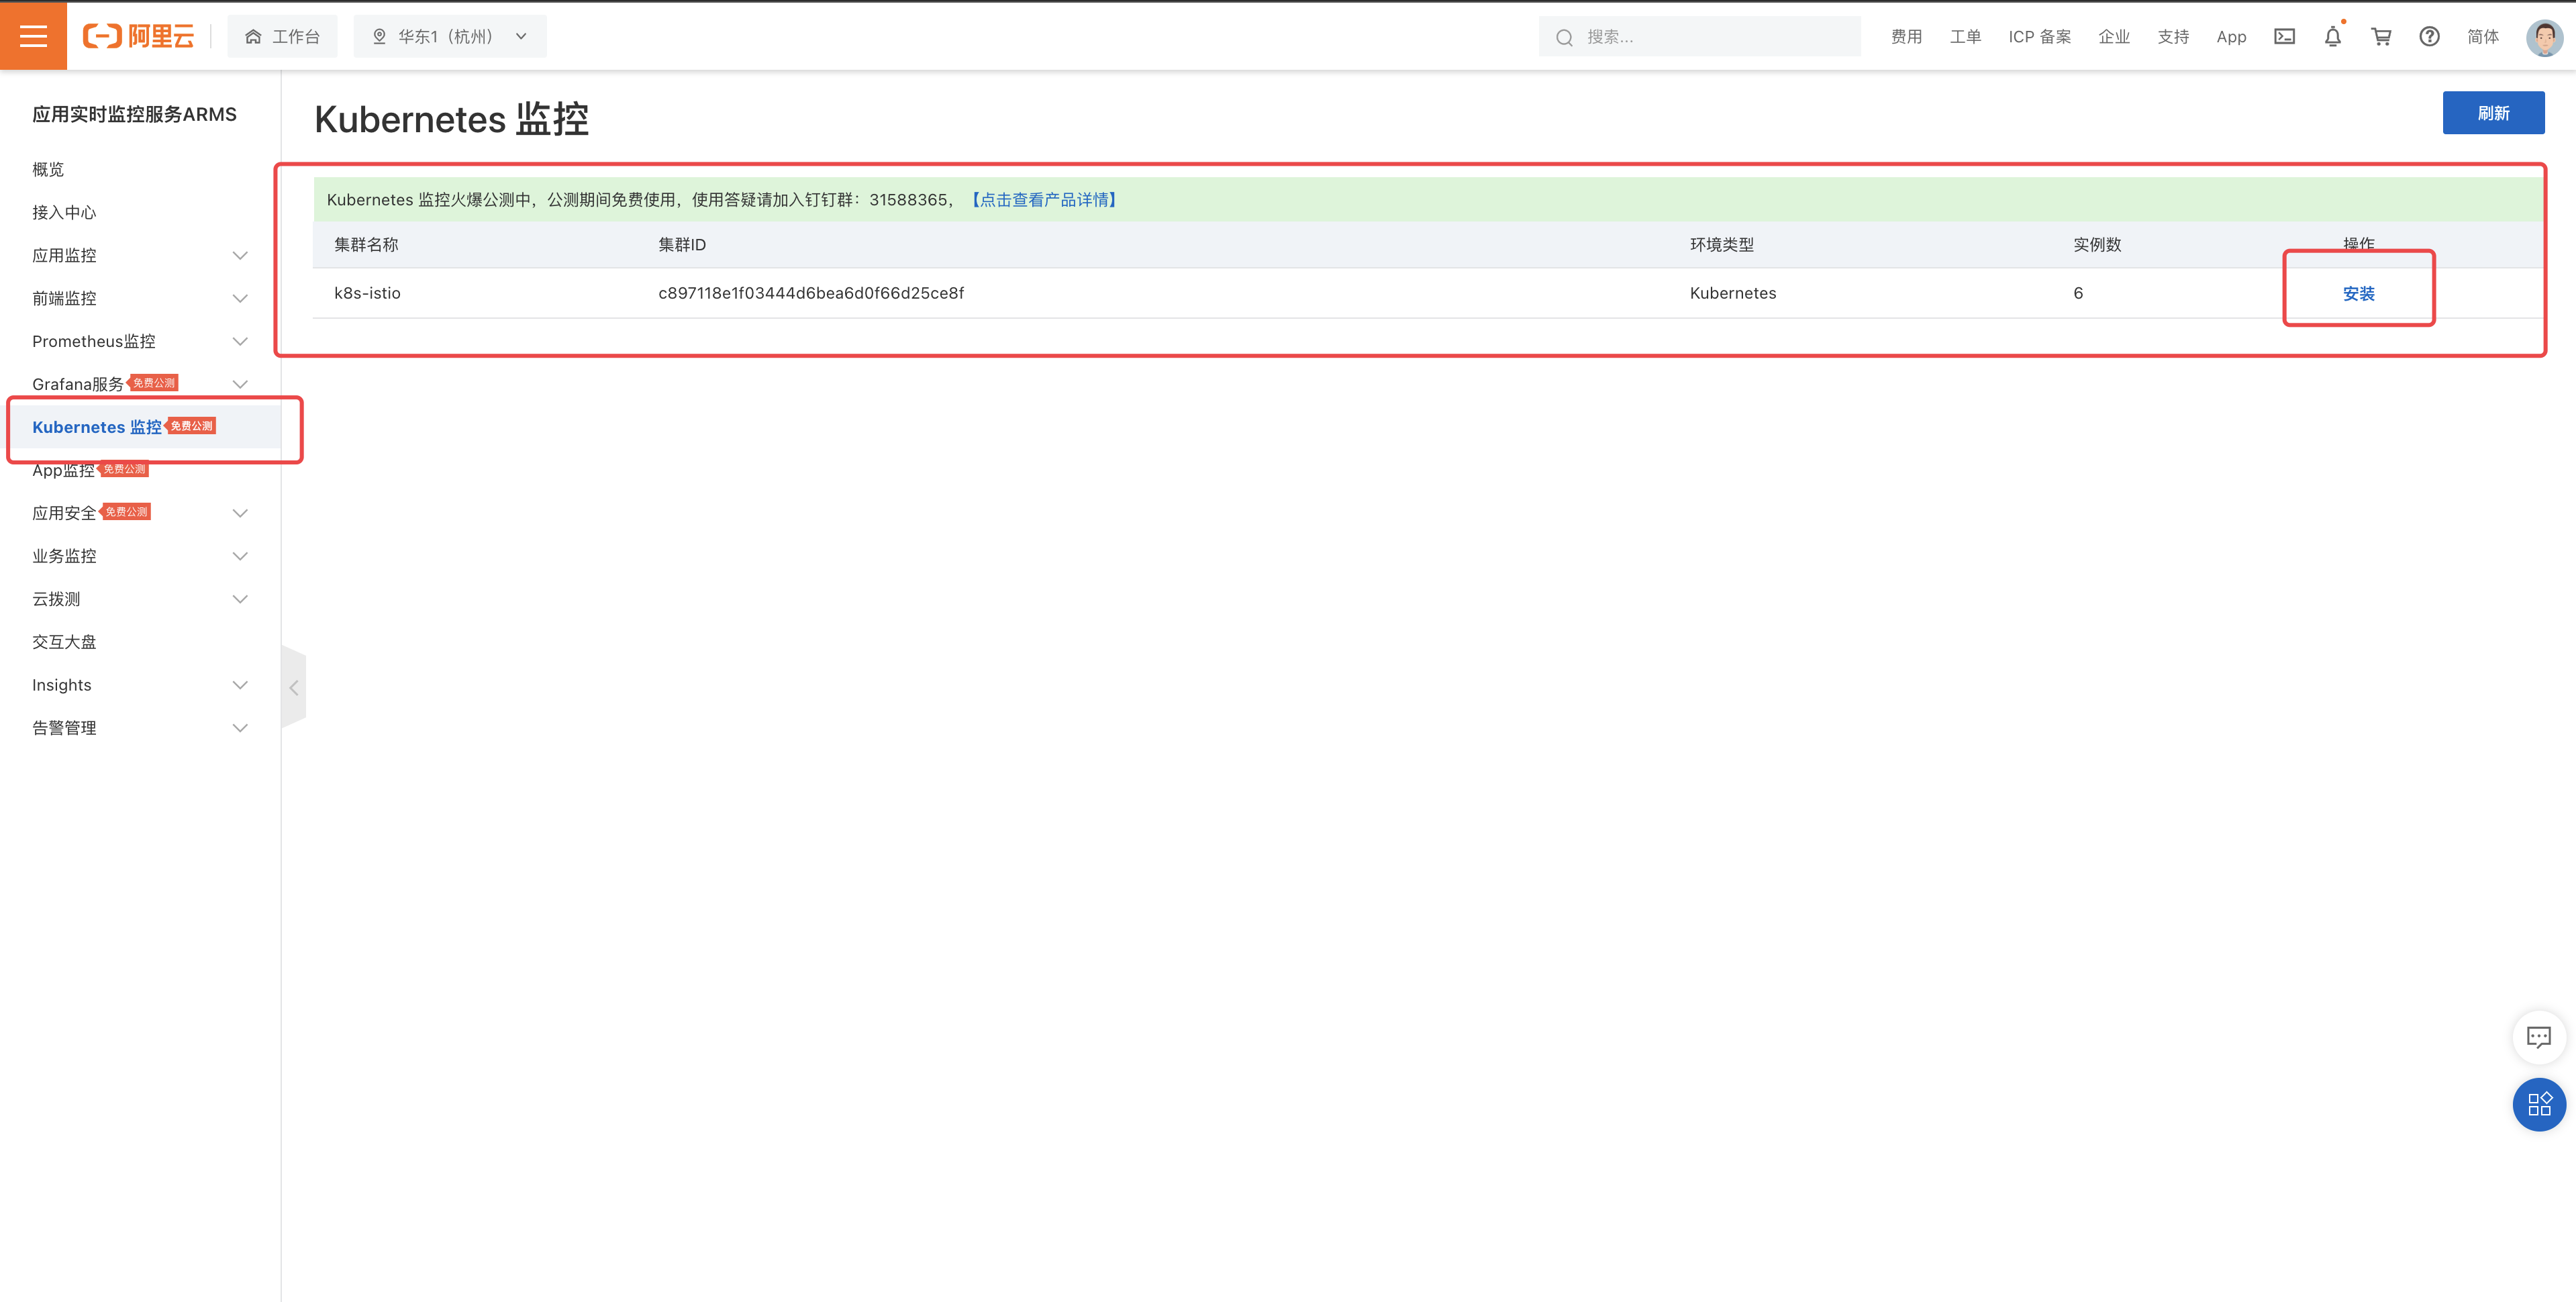 阿里云
工作台
华东1（杭州）
搜索...
费用
工单
ICP 备案
企业
支持
App
简体
应用实时监控服务ARMS
概览
接入中心
应用监控
前端监控
Prometheus监控
Grafana服务 免费公测
Kubernetes 监控 免费公测
App监控 免费公测
应用安全 免费公测
业务监控
云拨测
交互大盘
Insights
告警管理
Kubernetes 监控
刷新
Kubernetes 监控火爆公测中，公测期间免费使用，使用答疑请加入钉钉群：31588365，【点击查看产品详情】
集群名称 集群ID 环境类型 实例数 操作
k8s-istio c897118e1f03444d6bea6d0f66d25ce8f Kubernetes 6 安装